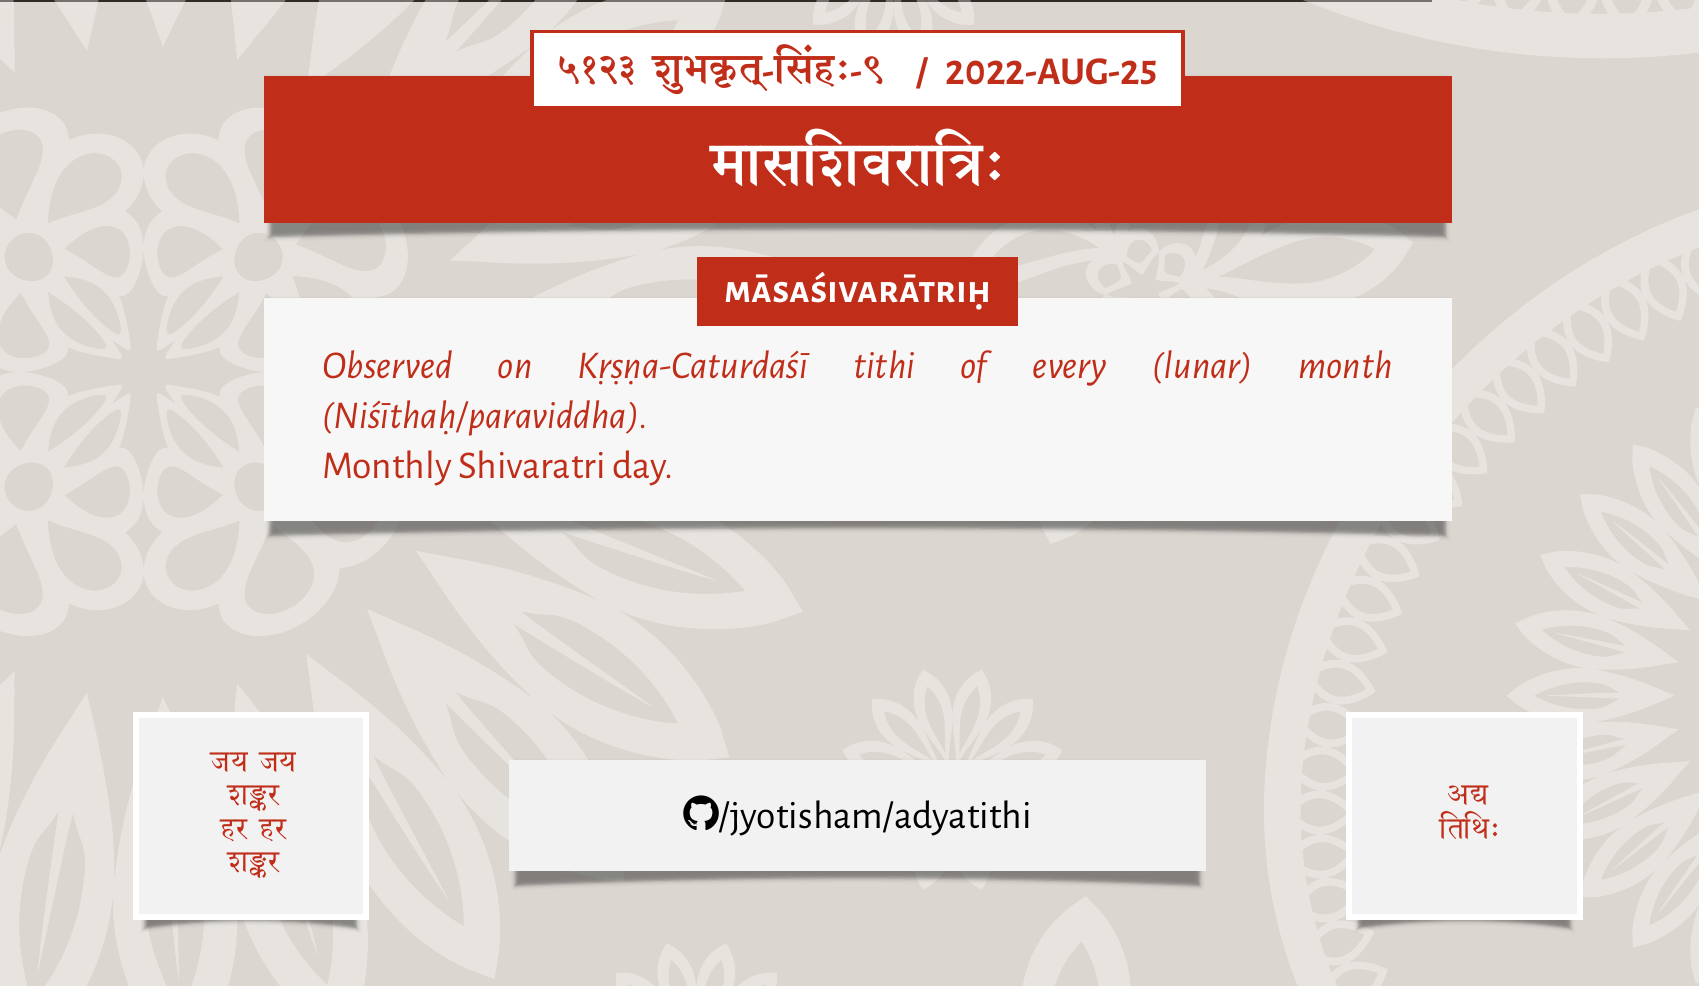 ५१२३ शुभकृत्-सिंहः-९ / 2022-AUG-25
मासशिवरात्रिः
MĀSAŚIVARĀTRIḤ
Observed on Kṛṣṇa-Caturdaśī tithi of every (lunar) month
(Niśīthaḥ/paraviddha).
Monthly Shivaratri day.
जय जय
शङ्कर
हर हर
शङ्कर
/jyotisham/adyatithi
अद्य
तिथिः